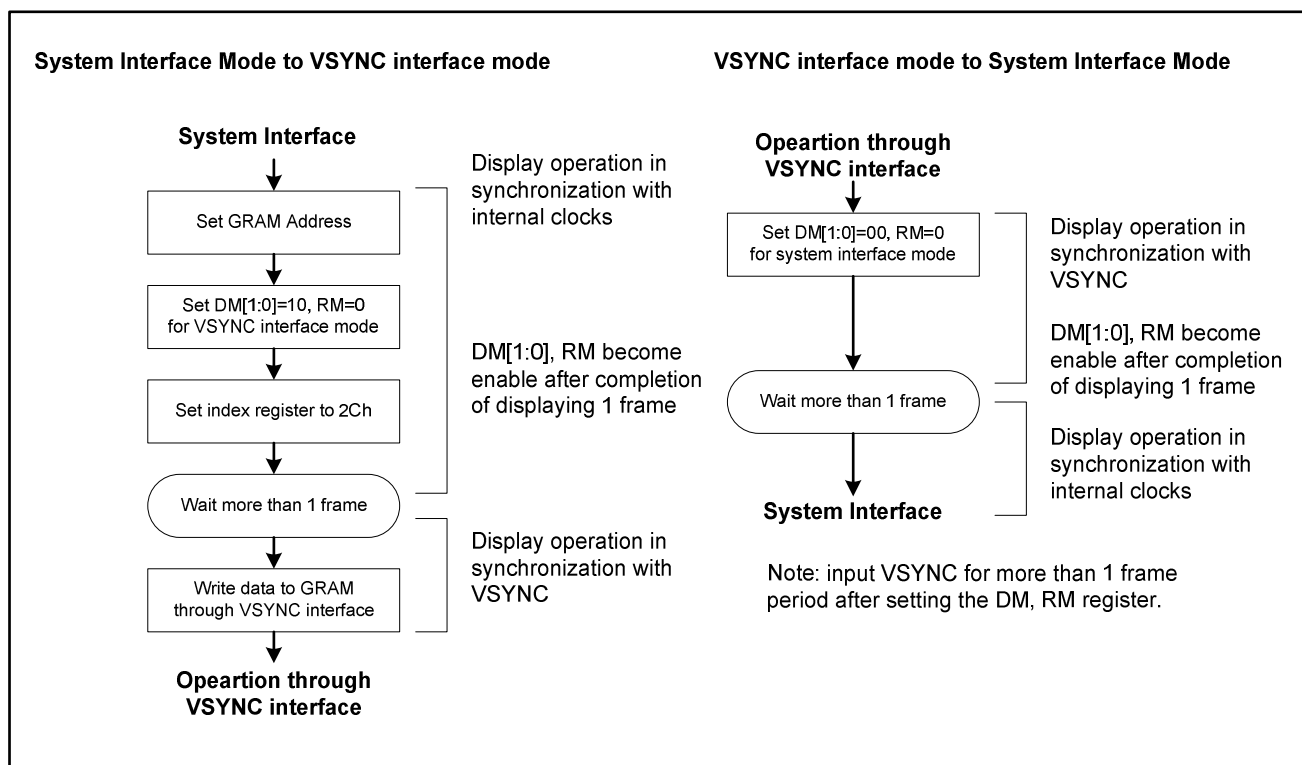 System Interface Mode to VSYNC interface mode
System Interface
Set GRAM Address
Set DM[1:0]=10, RM=0
for VSYNC interface mode
Set index register to 2Ch
Wait more than 1 frame
Write data to GRAM
through VSYNC interface
Opeartion through
VSYNC interface
Display operation in
synchronization with
internal clocks
DM[1:0], RM become
enable after completion
of displaying 1 frame
Display operation in
synchronization with
VSYNC
VSYNC interface mode to System Interface Mode
Opeartion through
VSYNC interface
Set DM[1:0]=00, RM=0
for system interface mode
Wait more than 1 frame
System Interface
Display operation in
synchronization with
VSYNC
DM[1:0], RM become
enable after completion
of displaying 1 frame
Display operation in
synchronization with
internal clocks
Note: input VSYNC for more than 1 frame
period after setting the DM, RM register.